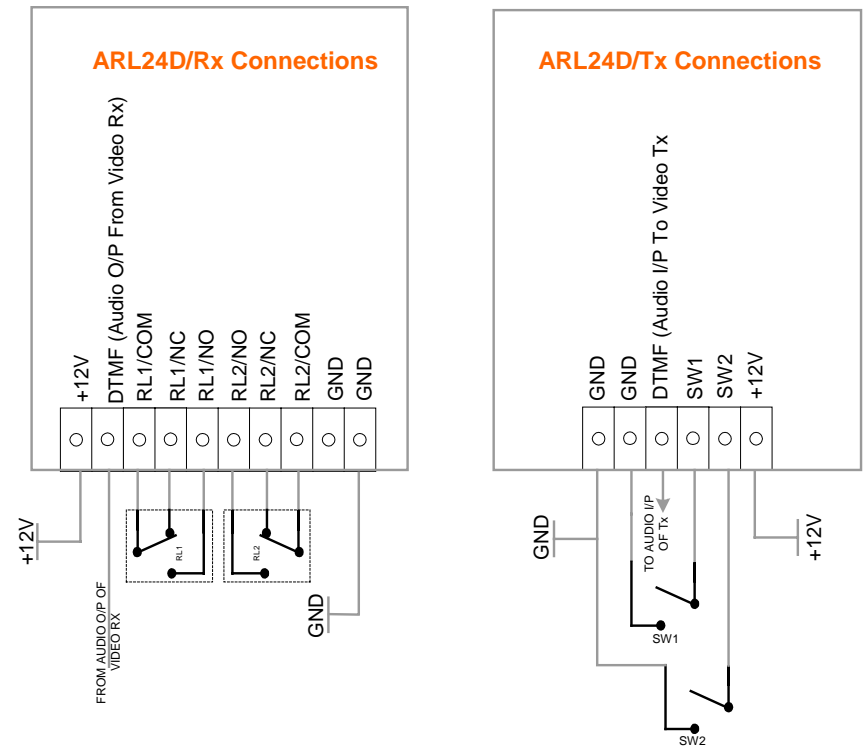 ARL24D/Rx Connections
+12V
DTMF (Audio O/P From Video Rx)
RL1/COM
RL1/NC
RL1/NO
RL2/NO
RL2/NC
RL2/COM
GND
GND
+12V
FROM AUDIO O/P OF
VIDEO RX
RL1
RL2
GND
ARL24D/Tx Connections
GND
GND
DTMF (Audio I/P To Video Tx
SW1
SW2
+12V
GND
TO AUDIO I/P
OF Tx
+12V
SW1
SW2